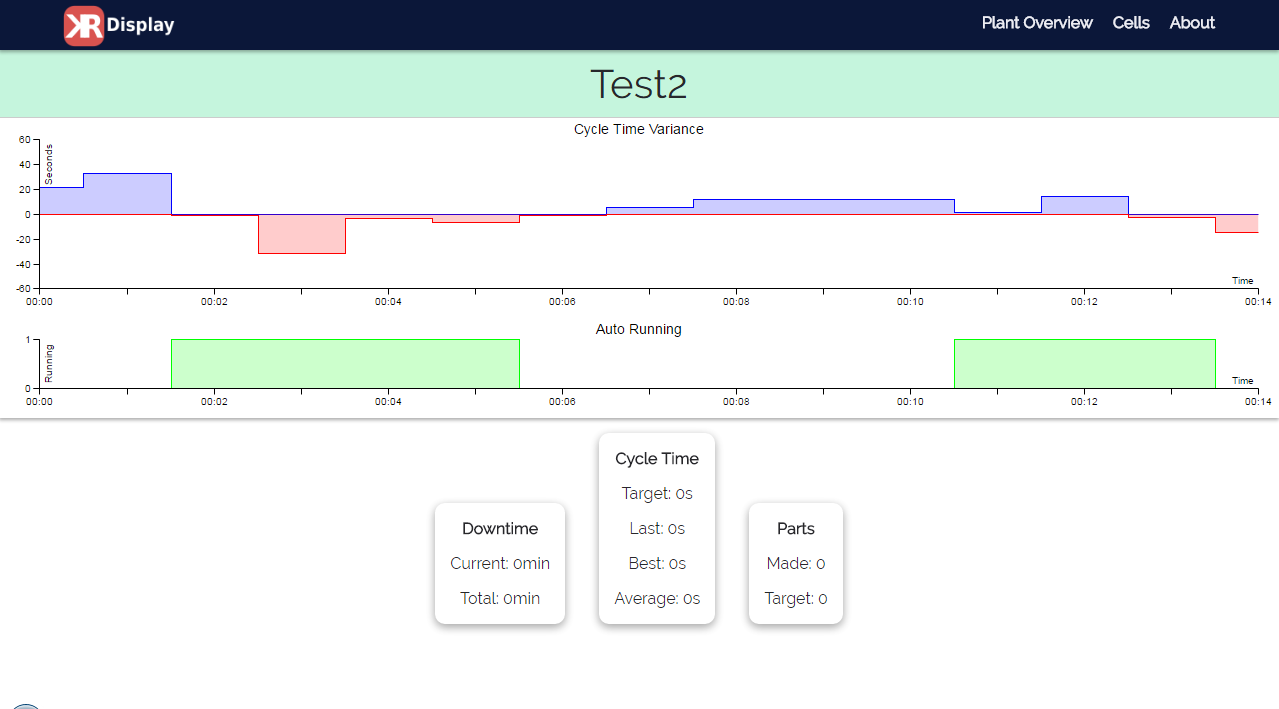 KR Display
Plant Overview Cells About
Test2
Cycle Time Variance
60
Seconds
40
20
0
-20
-40
-60
Time
00:00 00:02 00:04 00:06 00:08 00:10 00:12 00:14
Auto Running
1
Running
0
Time
00:00 00:02 00:04 00:06 00:08 00:10 00:12 00:14
Downtime
Current: 0min
Total: 0min
Cycle Time
Target: 0s
Last: 0s
Best: 0s
Average: 0s
Parts
Made: 0
Target: 0